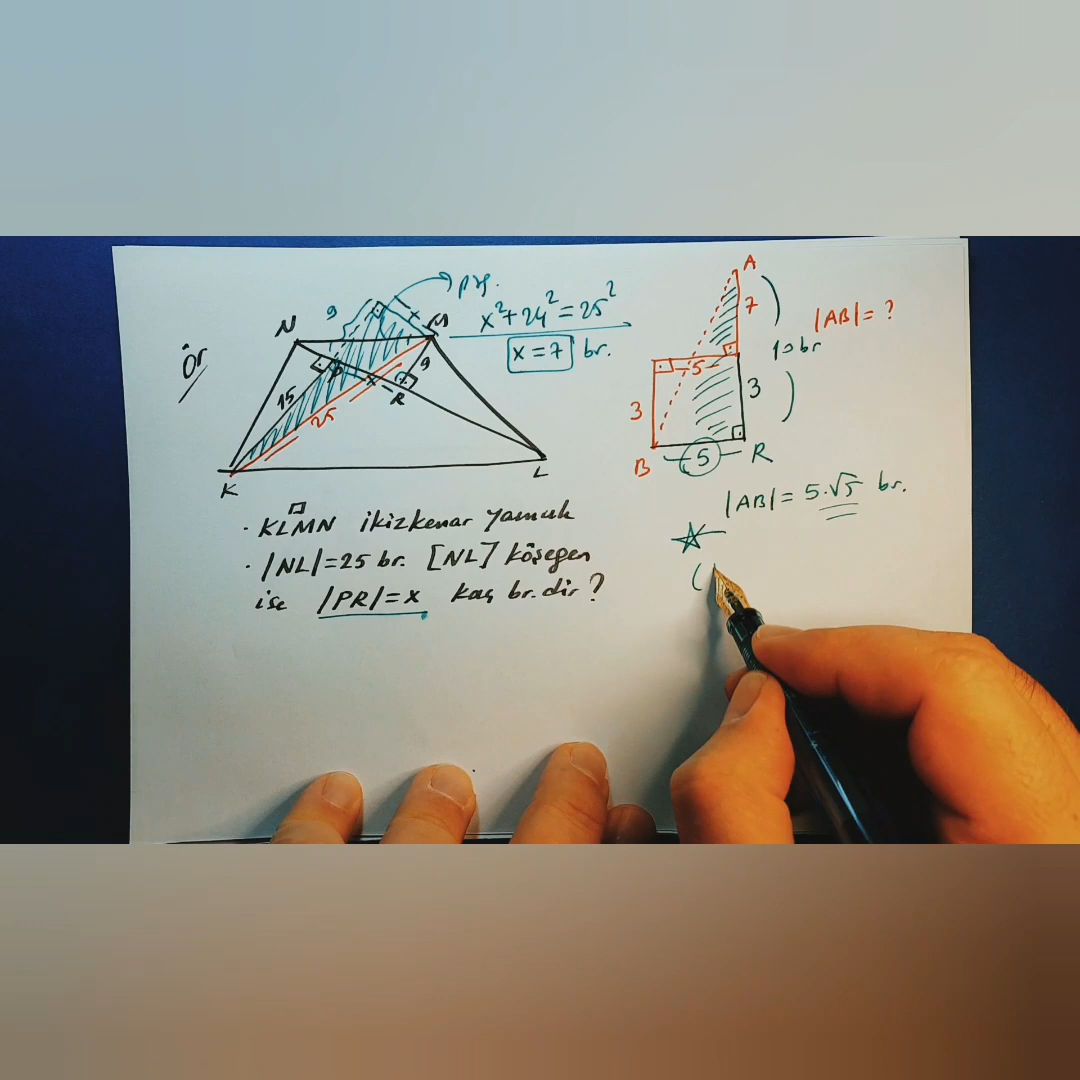 Ör
N
M
9
prf.
x
x² + 24² = 25²
x = 7 br.
15
P
x
9
R
25
K
L
. KLMN ikizkenar yamuk
. |NL| = 25 br. [NL] köşegen
ise |PR| = x kaç br. dir?
A
7
|AB| = ?
10 br
5
3
3
B
5
R
|AB| = 5.√5 br.
(